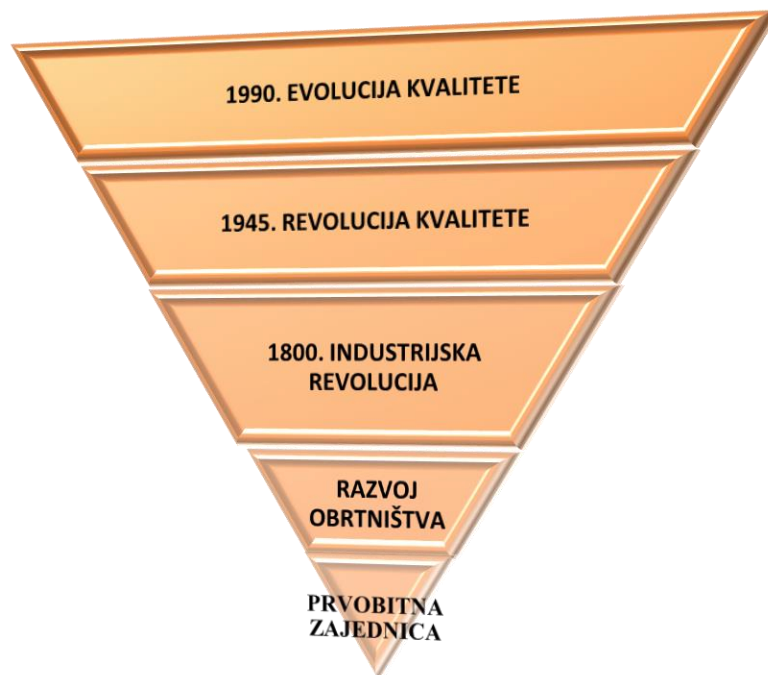 1990. EVOLUCIJA KVALITETE
1945. REVOLUCIJA KVALITETE
1800. INDUSTRIJSKA
REVOLUCIJA
RAZVOJ
OBRTNIŠTVA
PRVOBITNA
ZAJEDNICA